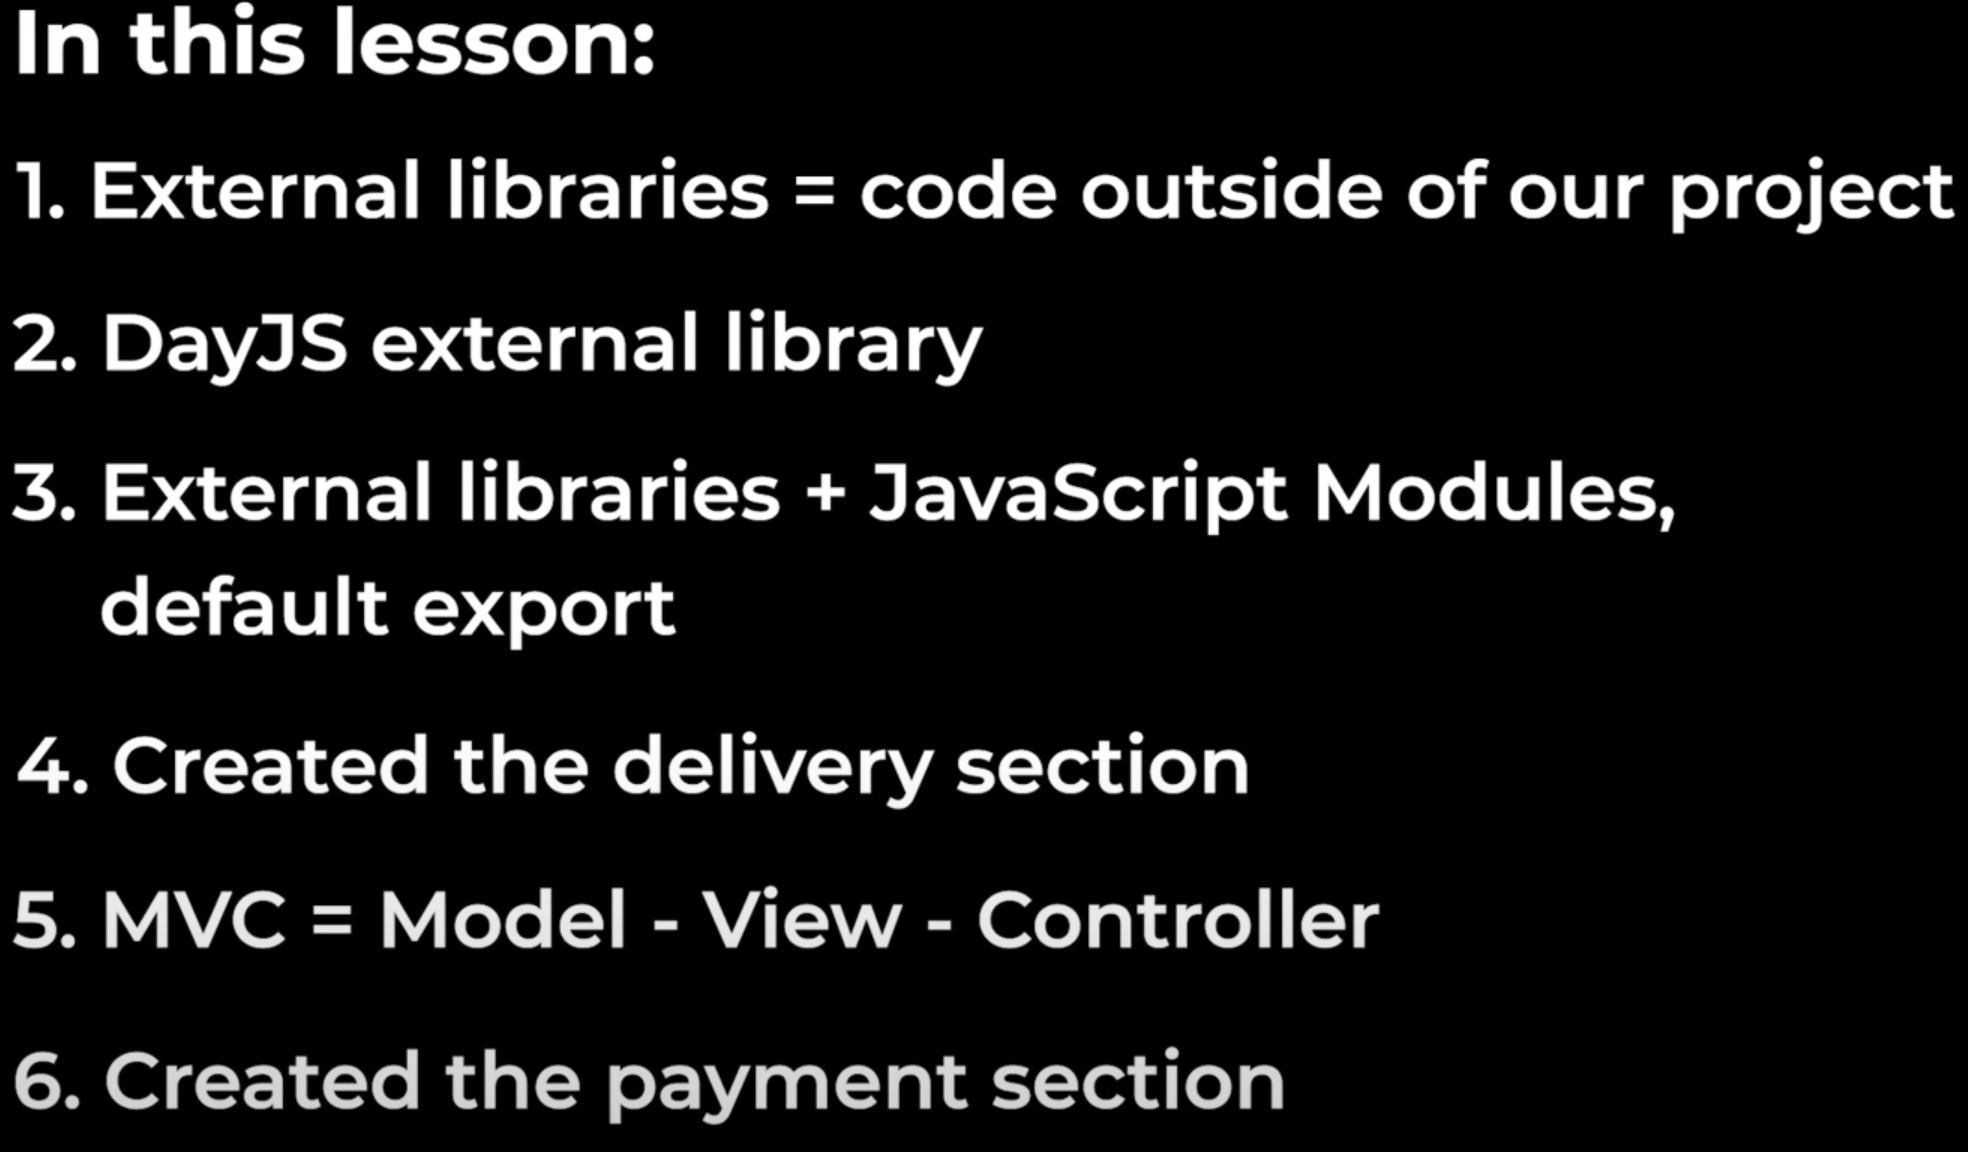 In this lesson:
1. External libraries = code outside of our project
2. DayJS external library
3. External libraries + JavaScript Modules,
default export
4. Created the delivery section
5. MVC = Model - View - Controller
6. Created the payment section